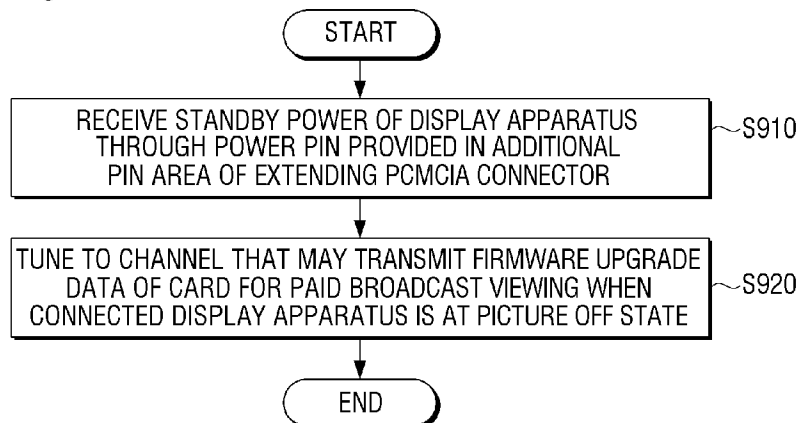 START
RECEIVE STANDBY POWER OF DISPLAY APPARATUS
THROUGH POWER PIN PROVIDED IN ADDITIONAL
PIN AREA OF EXTENDING PCMCIA CONNECTOR
S910
TUNE TO CHANNEL THAT MAY TRANSMIT FIRMWARE UPGRADE
DATA OF CARD FOR PAID BROADCAST VIEWING WHEN
CONNECTED DISPLAY APPARATUS IS AT PICTURE OFF STATE
S920
END